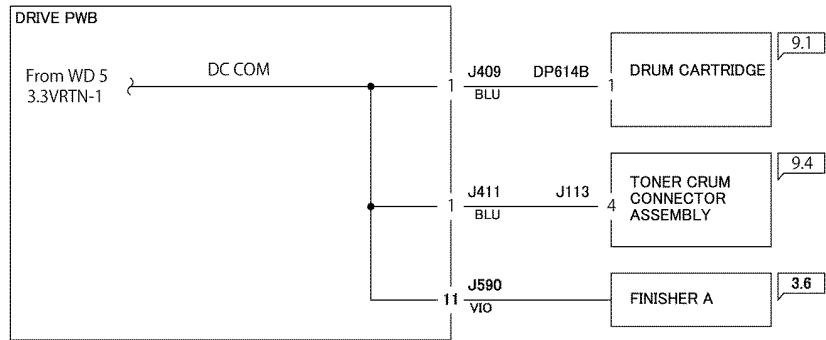 DRIVE PWB
From WD 5
3.3VRTN-1
DC COM
1
J409
BLU
DP614B
1
DRUM CARTRIDGE
9.1
1
J411
BLU
J113
4
TONER CRUM
CONNECTOR
ASSEMBLY
9.4
11
J590
VIO
FINISHER A
3.6